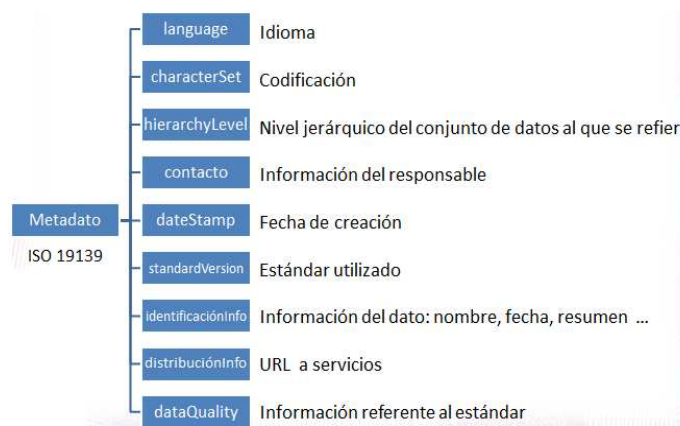 language Idioma
characterSet Codificación
hierarchyLevel Nivel jerárquico del conjunto de datos al que se refier
contacto Información del responsable
Metadato dateStamp Fecha de creación
ISO 19139
standardVersion Estándar utilizado
identificaciónInfo Información del dato: nombre, fecha, resumen ...
distribuciónInfo URL a servicios
dataQuality Información referente al estándar